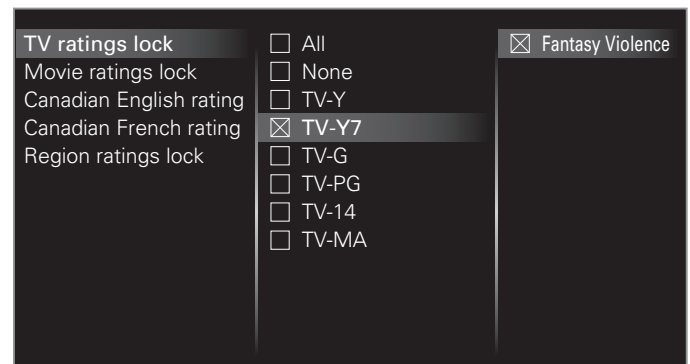 TV ratings lock
Movie ratings lock
Canadian English rating
Canadian French rating
Region ratings lock
All
None
TV-Y
TV-Y7
TV-G
TV-PG
TV-14
TV-MA
Fantasy Violence